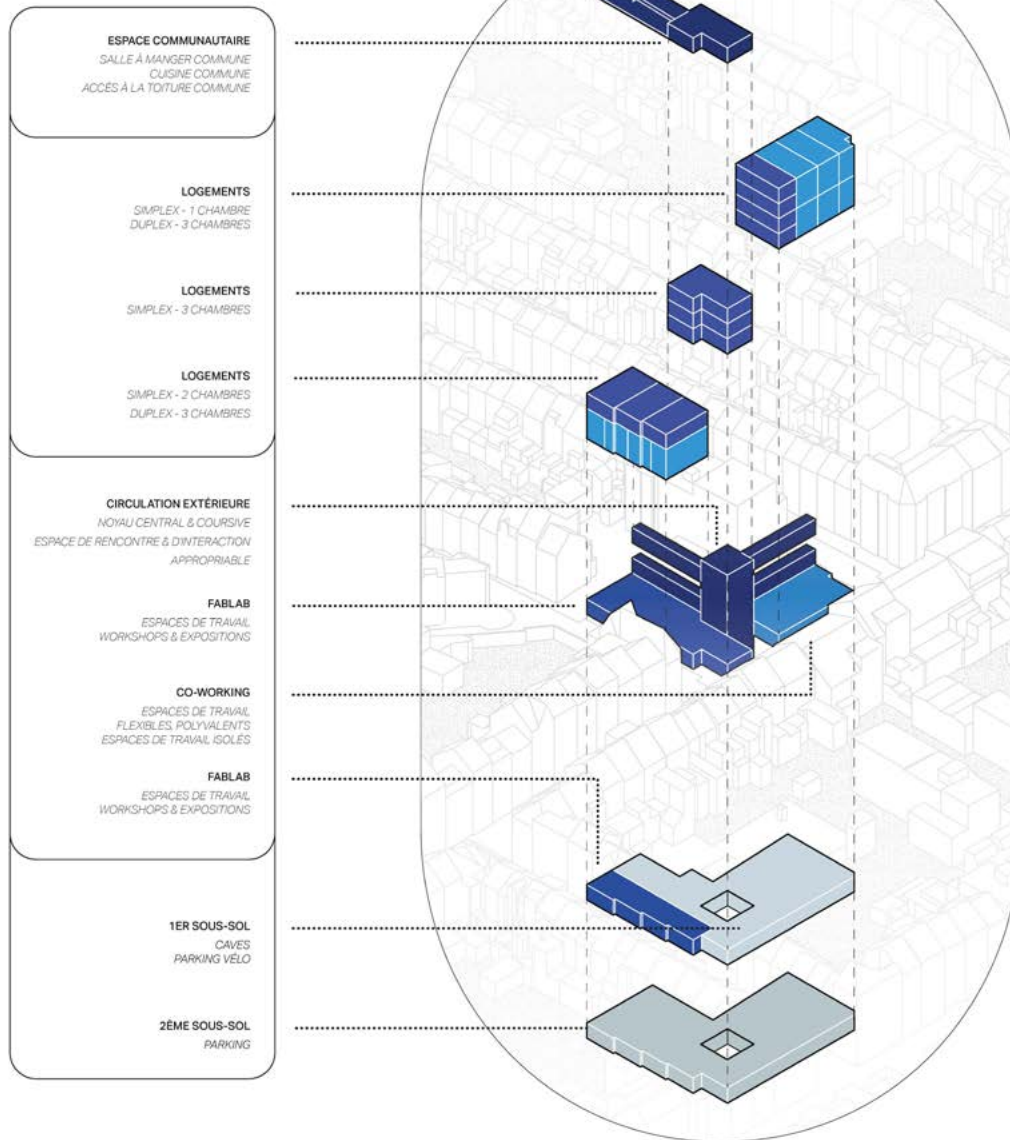 ESPACE COMMUNAUTAIRE
SALLE À MANGER COMMUNE
CUISINE COMMUNE
ACCÈS À LA TOITURE COMMUNE
LOGEMENTS
SIMPLEX - 1 CHAMBRE
DUPLEX - 3 CHAMBRES
LOGEMENTS
SIMPLEX - 3 CHAMBRES
LOGEMENTS
SIMPLEX - 2 CHAMBRES
DUPLEX - 3 CHAMBRES
CIRCULATION EXTÉRIEURE
NOYAU CENTRAL & COURSIVE
ESPACE DE RENCONTRE & D'INTERACTION
APPROPRIABLE
FABLAB
ESPACES DE TRAVAIL
WORKSHOPS & EXPOSITIONS
CO-WORKING
ESPACES DE TRAVAIL
FLEXIBLES, POLYVALENTS
ESPACES DE TRAVAIL ISOLÉS
FABLAB
ESPACES DE TRAVAIL
WORKSHOPS & EXPOSITIONS
1ER SOUS-SOL
CAVES
PARKING VÉLO
2ÈME SOUS-SOL
PARKING